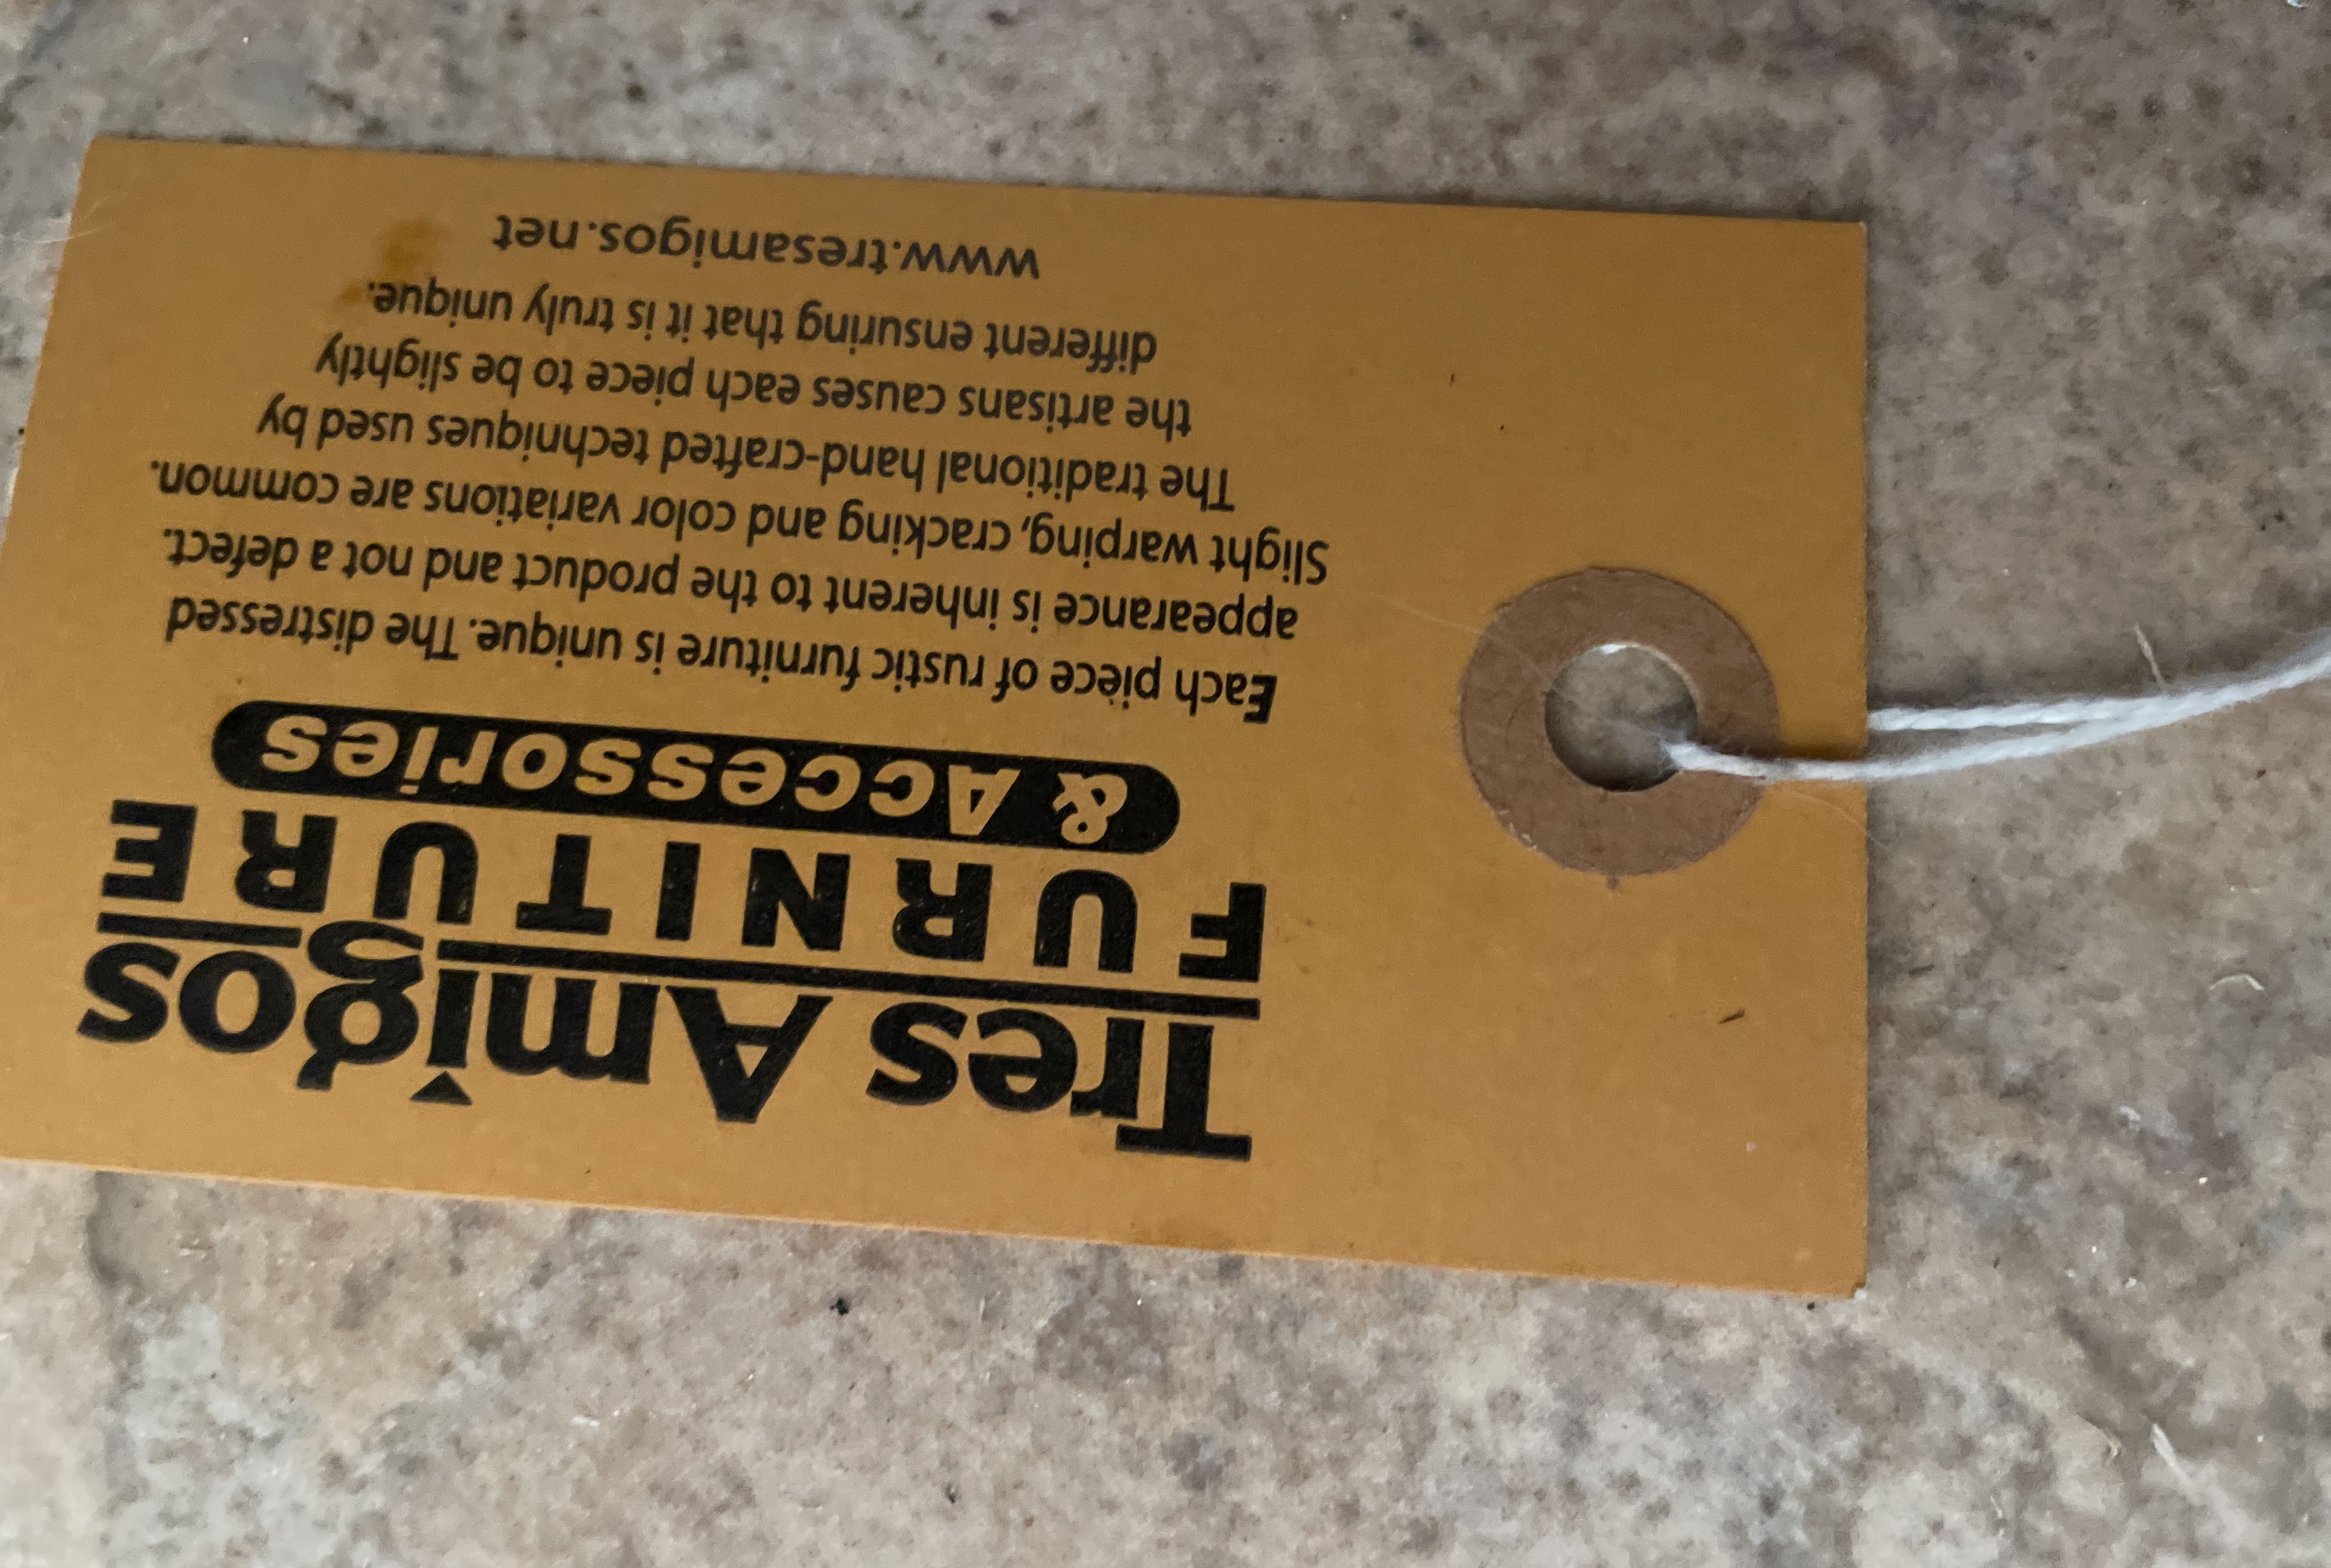 Tres Amigos
FURNITURE
& Accessories
Each piece of rustic furniture is unique. The distressed
appearance is inherent to the product and not a defect.
Slight warping, cracking and color variations are common.
The traditional hand-crafted techniques used by
the artisans causes each piece to be slightly
different ensuring that it is truly unique.
www.tresamigos.net